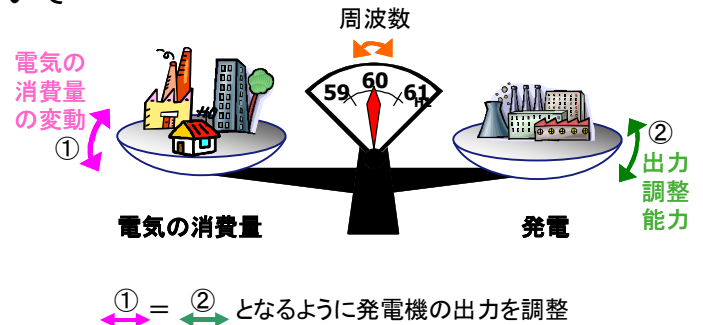 いて
周波数
電気の
消費量
の変動
①
59 60 61
Hz
②
出力
調整
能力
電気の消費量
発電
① = ② となるように発電機の出力を調整